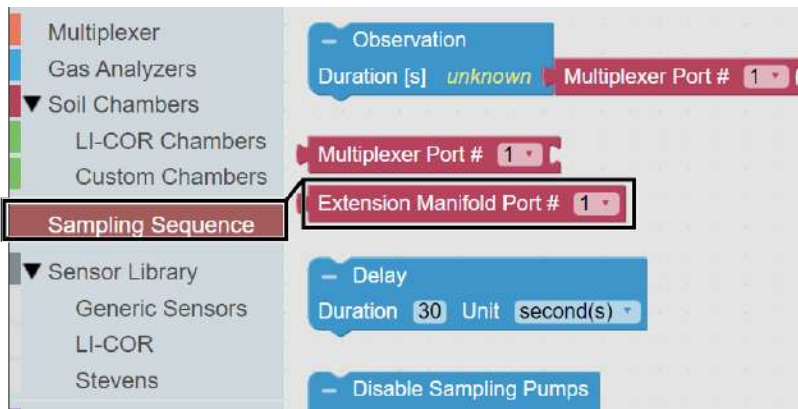 Multiplexer
Gas Analyzers
▼ Soil Chambers
LI-COR Chambers
Custom Chambers
Sampling Sequence
▼ Sensor Library
Generic Sensors
LI-COR
Stevens
– Observation
Duration [s] unknown Multiplexer Port # 1
Multiplexer Port # 1
Extension Manifold Port # 1
– Delay
Duration 30 Unit second(s)
– Disable Sampling Pumps